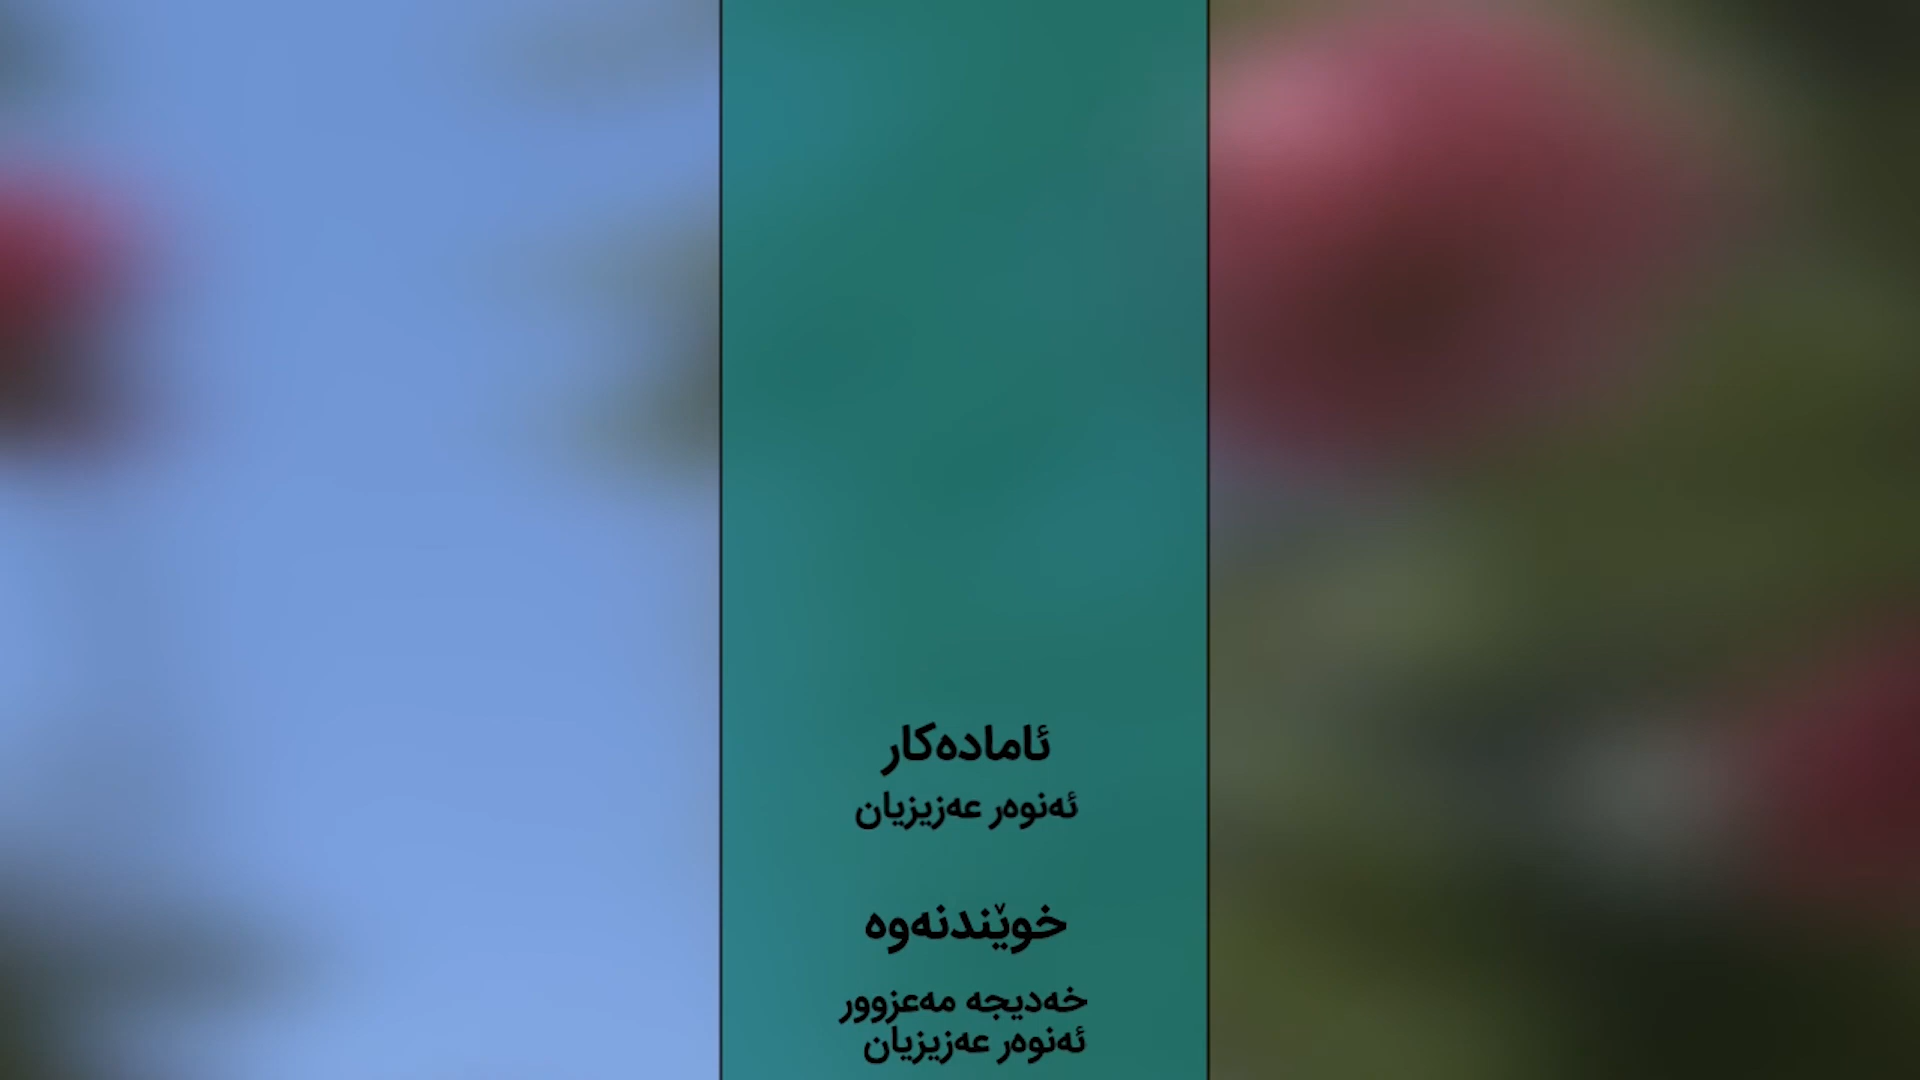 ئامادەکار
ئەنوەر عەزیزیان
خوێندنەوە
خەدیجە مەعزوور
ئەنوەر عەزیزیان